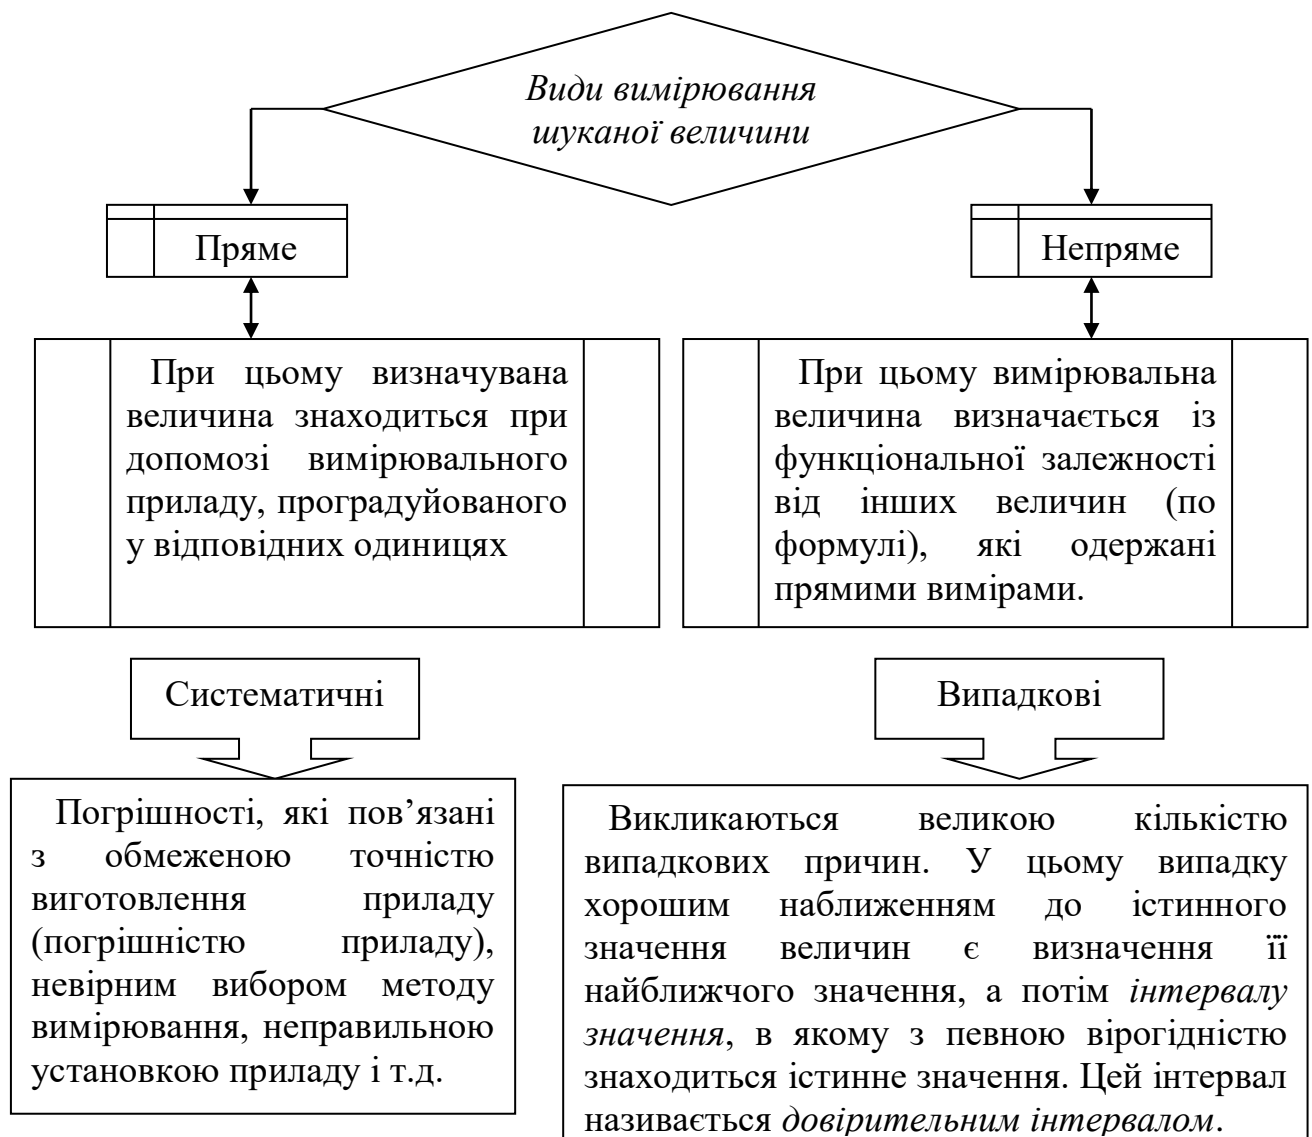 Види вимірювання
шуканої величини
Пряме
Непряме
При цьому визначувана
величина знаходиться при
допомозі вимірювального
приладу, проградуйованого
у відповідних одиницях
При цьому вимірювальна
величина визначається із
функціональної залежності
від інших величин (по
формулі), які одержані
прямими вимірами.
Систематичні
Випадкові
Погрішності, які пов’язані
з обмеженою точністю
виготовлення приладу
(погрішністю приладу),
невірним вибором методу
вимірювання, неправильною
установкою приладу і т.д.
Викликаються великою кількістю
випадкових причин. У цьому випадку
хорошим наближенням до істинного
значення величин є визначення її
найближчого значення, а потім інтервалу
значення, в якому з певною вірогідністю
знаходиться істинне значення. Цей інтервал
називається довірительним інтервалом.